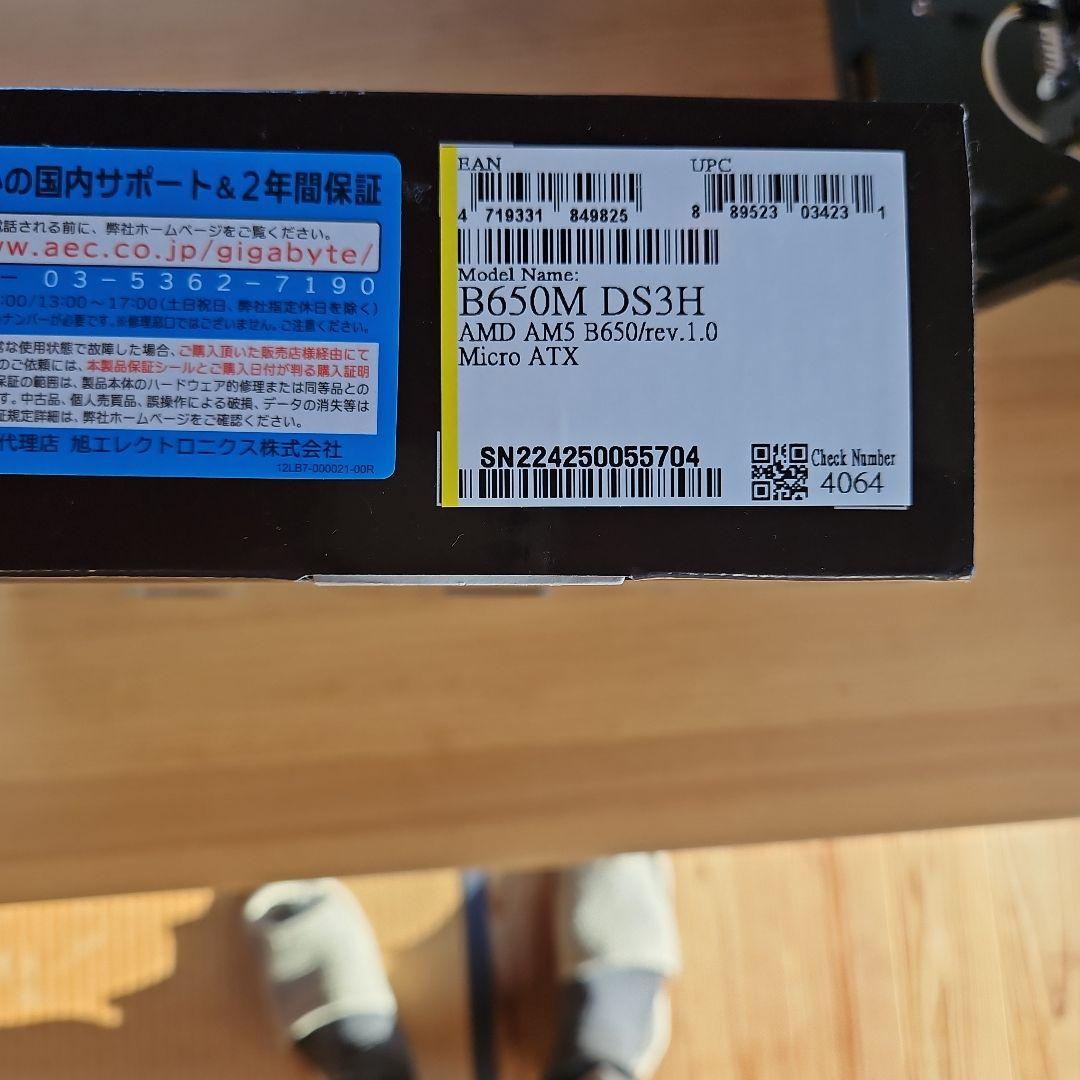 の国内サポート&2年間保証
電話される前に、弊社ホームページをご覧ください。
w.aec.co.jp/gigabyte/
ー 03-5362-7190
:00/13:00～17:00(土日祝日、弊社指定休日を除く)
ナンバーが必要です。※修理窓口ではございません。ご注意ください。
常な使用状態で故障した場合、ご購入頂いた販売店様経由にて
のご依頼には、本製品保証シールとご購入日付が判る購入証明
保証の範囲は、製品本体のハードウェア的修理または同等品との
す。中古品、個人売買品、誤操作による破損、データの消失等は
証規定詳細は、弊社ホームページをご確認ください。
代理店 旭エレクトロニクス株式会社
12LB7-000021-00R
EAN
4 719331 849825
UPC
8 89523 03423 1
Model Name:
B650M DS3H
AMD AM5 B650/rev.1.0
Micro ATX
SN224250055704
Check Number
4064